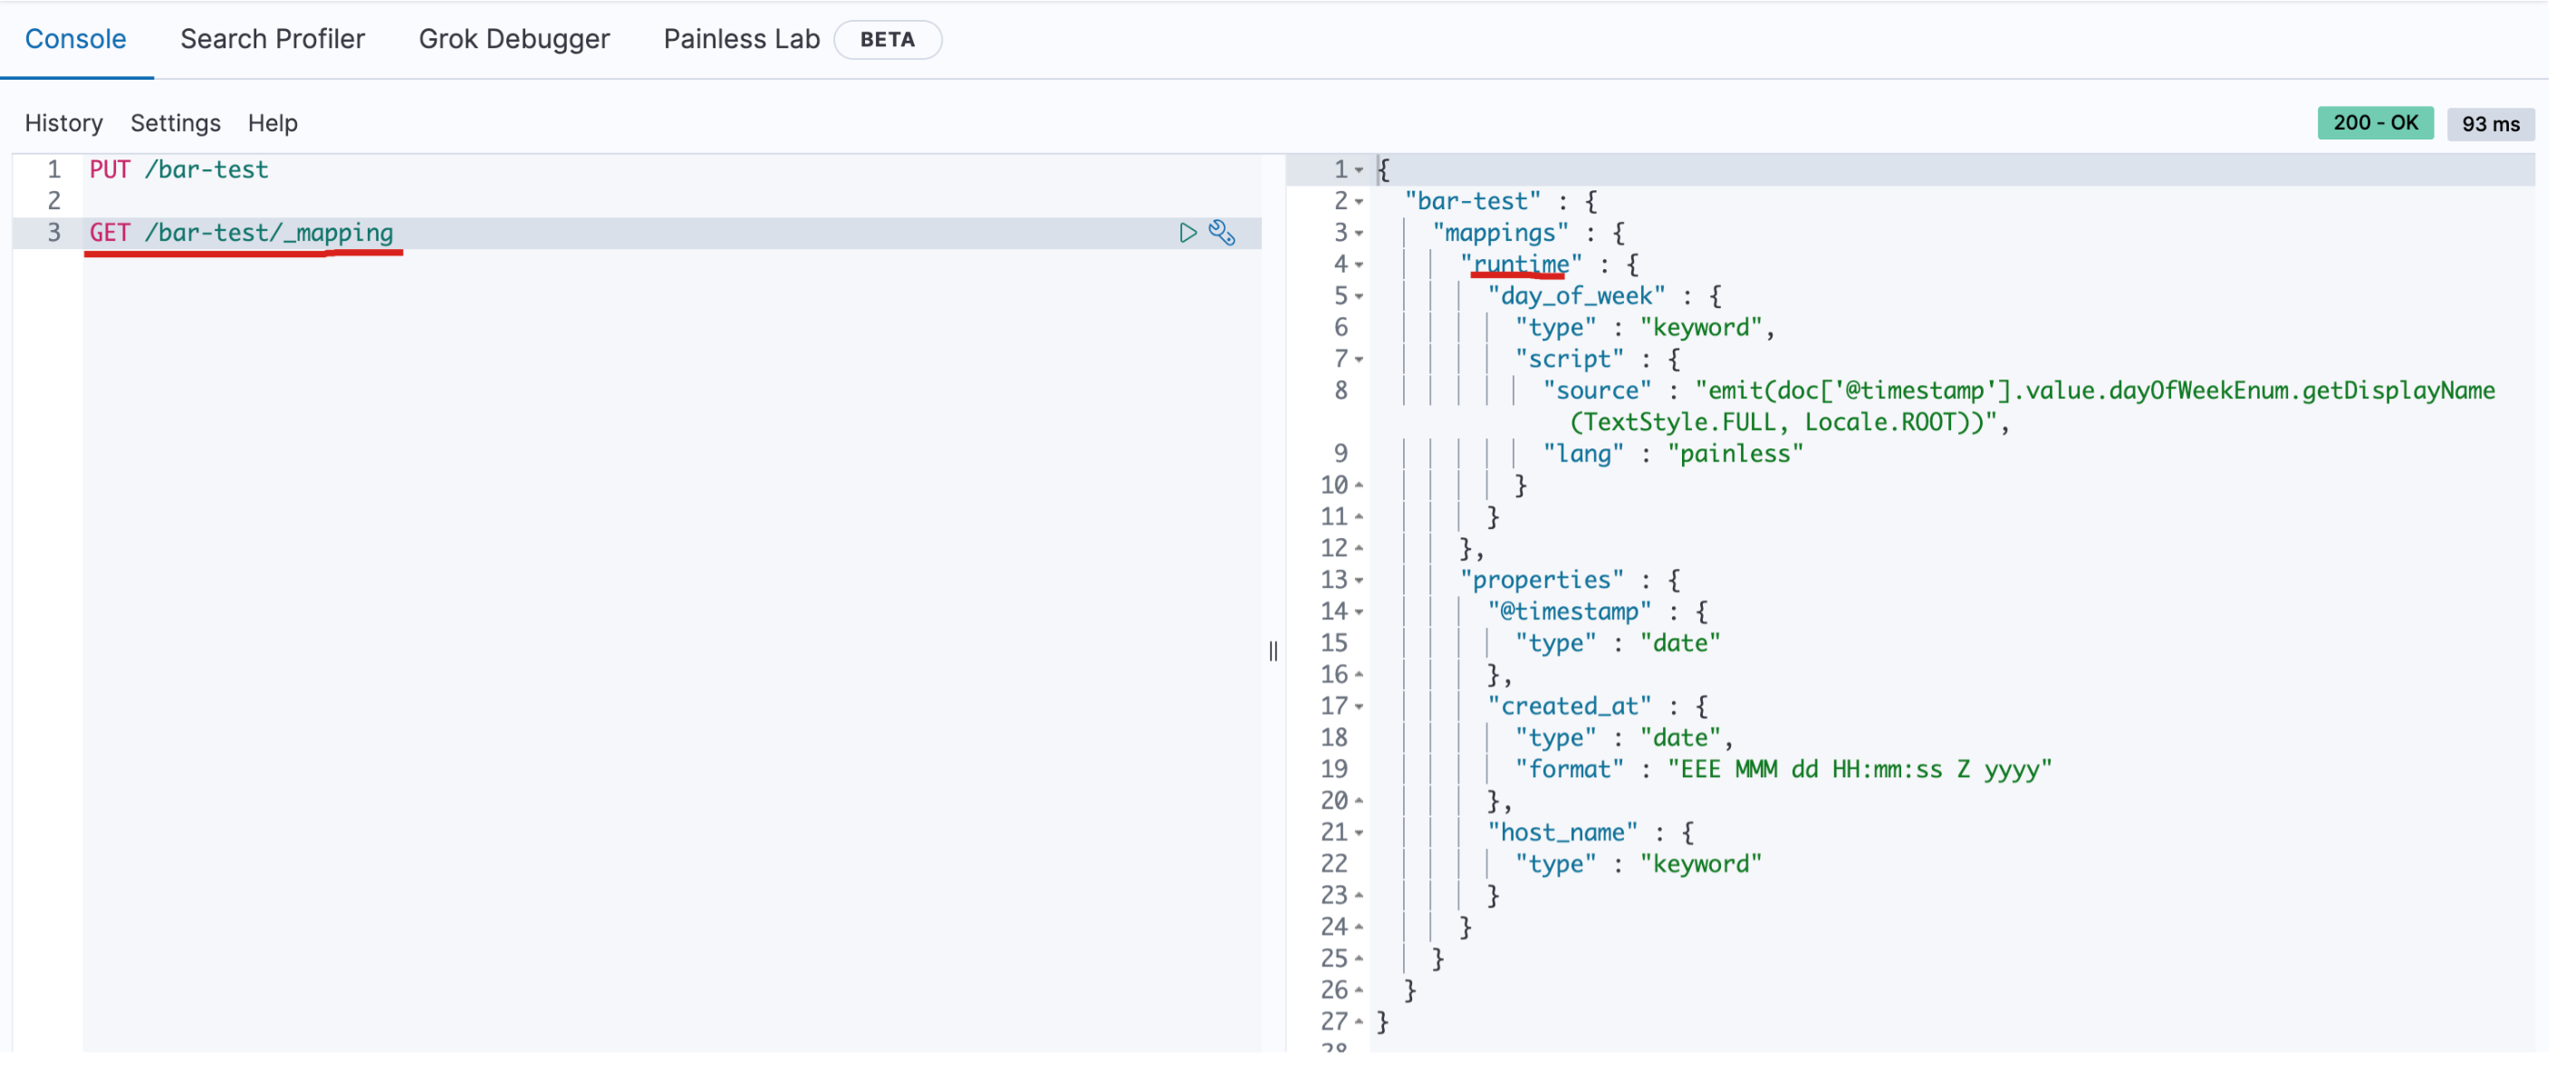 Console Search Profiler Grok Debugger Painless Lab BETA
History Settings Help
200 - OK 93 ms
1 PUT /bar-test
2
3 GET /bar-test/_mapping
1 {
2 "bar-test" : {
3 "mappings" : {
4 "runtime" : {
5 "day_of_week" : {
6 "type" : "keyword",
7 "script" : {
8 "source" : "emit(doc['@timestamp'].value.dayOfWeekEnum.getDisplayName
(TextStyle.FULL, Locale.ROOT))",
9 "lang" : "painless"
10 }
11 }
12 },
13 "properties" : {
14 "@timestamp" : {
15 "type" : "date"
16 },
17 "created_at" : {
18 "type" : "date",
19 "format" : "EEE MMM dd HH:mm:ss Z yyyy"
20 },
21 "host_name" : {
22 "type" : "keyword"
23 }
24 }
25 }
26 }
27 }
28